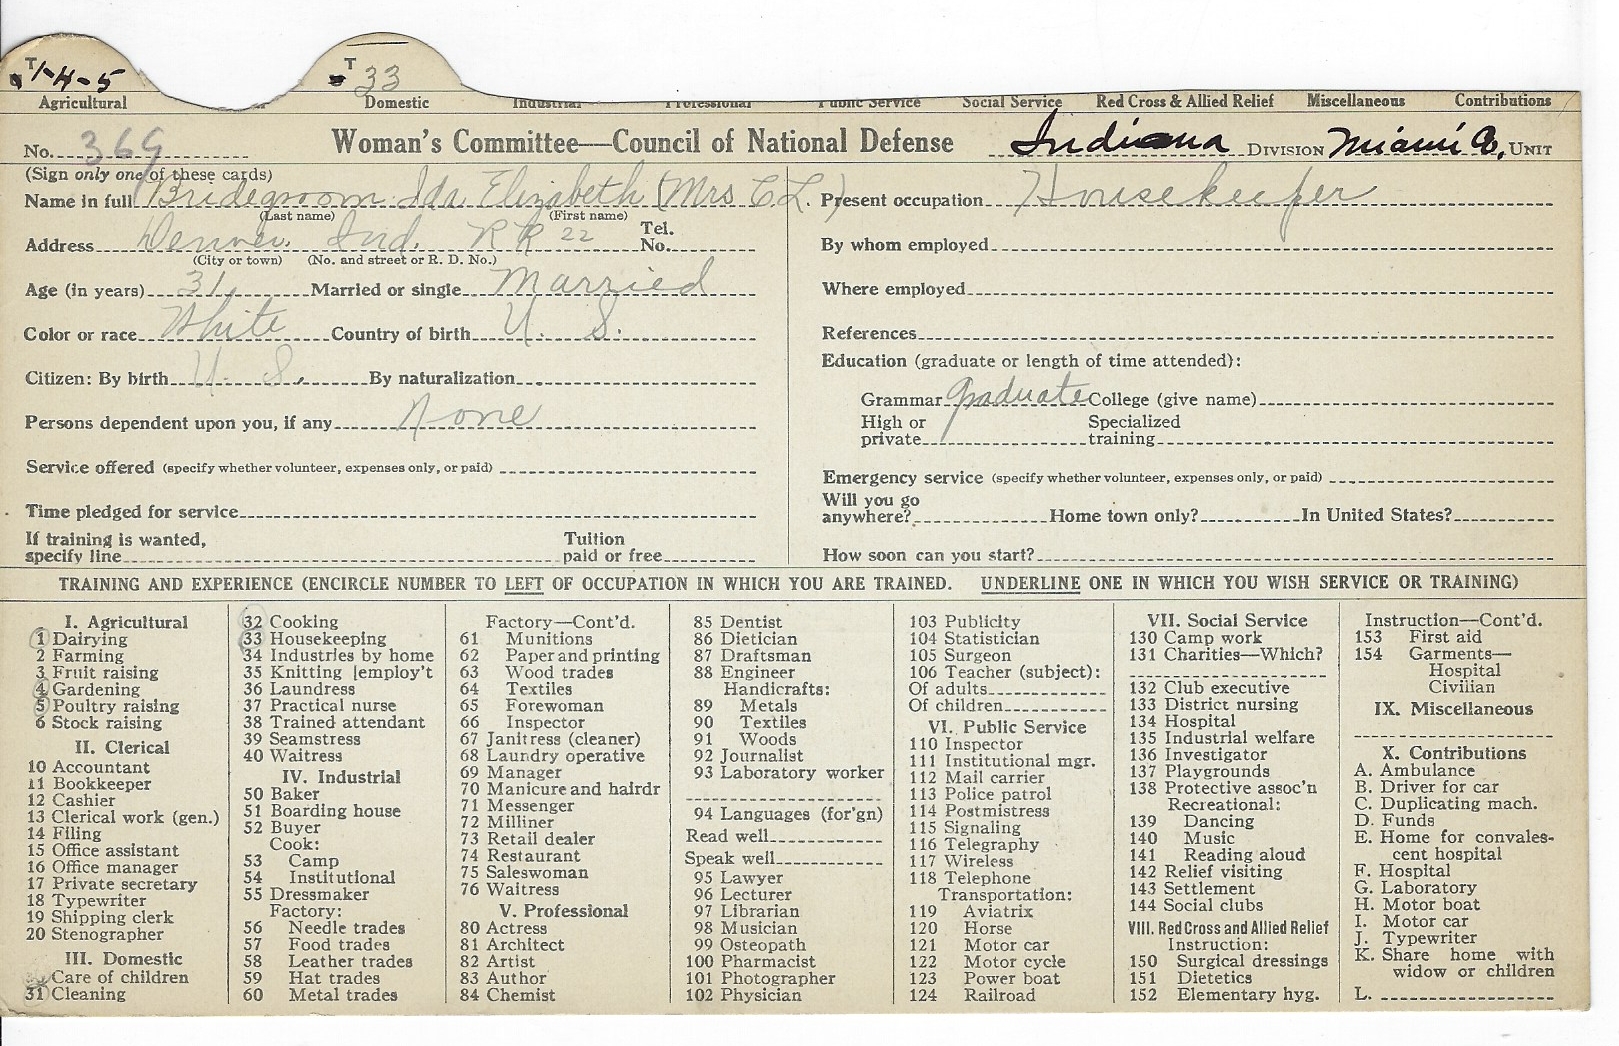 T 1-4-5 T 33
Agricultural Domestic Industrial Professional Public Service Social Service Red Cross & Allied Relief Miscellaneous Contributions
No. 369 Woman's Committee—Council of National Defense Indiana DIVISION Miami Co. UNIT
(Sign only one of these cards)
Name in full Bridegroom Ida Elizabeth (Mrs C L.)
(Last name) (First name)
Address Denver. Ind. RR 22 Tel. No.
(City or town) (No. and street or R. D. No.)
Age (in years) 31, Married or single Married
Color or race White Country of birth U. S.
Citizen: By birth U. S. By naturalization
Persons dependent upon you, if any None
Service offered (specify whether volunteer, expenses only, or paid)
Time pledged for service
If training is wanted, Tuition
specify line paid or free
Present occupation Housekeeper
By whom employed
Where employed
References
Education (graduate or length of time attended):
Grammar graduate College (give name)
High or Specialized
private training
Emergency service (specify whether volunteer, expenses only, or paid)
Will you go
anywhere? Home town only? In United States?
How soon can you start?
TRAINING AND EXPERIENCE (ENCIRCLE NUMBER TO LEFT OF OCCUPATION IN WHICH YOU ARE TRAINED. UNDERLINE ONE IN WHICH YOU WISH SERVICE OR TRAINING)
I. Agricultural
1 Dairying
2 Farming
3 Fruit raising
4 Gardening
5 Poultry raising
6 Stock raising
II. Clerical
10 Accountant
11 Bookkeeper
12 Cashier
13 Clerical work (gen.)
14 Filing
15 Office assistant
16 Office manager
17 Private secretary
18 Typewriter
19 Shipping clerk
20 Stenographer
III. Domestic
Care of children
31 Cleaning
32 Cooking
33 Housekeeping
34 Industries by home
35 Knitting [employ't
36 Laundress
37 Practical nurse
38 Trained attendant
39 Seamstress
40 Waitress
IV. Industrial
50 Baker
51 Boarding house
52 Buyer
Cook:
53 Camp
54 Institutional
55 Dressmaker
Factory:
56 Needle trades
57 Food trades
58 Leather trades
59 Hat trades
60 Metal trades
Factory—Cont'd.
61 Munitions
62 Paper and printing
63 Wood trades
64 Textiles
65 Forewoman
66 Inspector
67 Janitress (cleaner)
68 Laundry operative
69 Manager
70 Manicure and hairdr
71 Messenger
72 Milliner
73 Retail dealer
74 Restaurant
75 Saleswoman
76 Waitress
V. Professional
80 Actress
81 Architect
82 Artist
83 Author
84 Chemist
85 Dentist
86 Dietician
87 Draftsman
88 Engineer
Handicrafts:
89 Metals
90 Textiles
91 Woods
92 Journalist
93 Laboratory worker
94 Languages (for'gn)
Read well
Speak well
95 Lawyer
96 Lecturer
97 Librarian
98 Musician
99 Osteopath
100 Pharmacist
101 Photographer
102 Physician
103 Publicity
104 Statistician
105 Surgeon
106 Teacher (subject):
Of adults
Of children
VI. Public Service
110 Inspector
111 Institutional mgr.
112 Mail carrier
113 Police patrol
114 Postmistress
115 Signaling
116 Telegraphy
117 Wireless
118 Telephone
Transportation:
119 Aviatrix
120 Horse
121 Motor car
122 Motor cycle
123 Power boat
124 Railroad
VII. Social Service
130 Camp work
131 Charities—Which?
132 Club executive
133 District nursing
134 Hospital
135 Industrial welfare
136 Investigator
137 Playgrounds
138 Protective assoc'n
Recreational:
139 Dancing
140 Music
141 Reading aloud
142 Relief visiting
143 Settlement
144 Social clubs
VIII. Red Cross and Allied Relief
Instruction:
150 Surgical dressings
151 Dietetics
152 Elementary hyg.
Instruction—Cont'd.
153 First aid
154 Garments—
Hospital
Civilian
IX. Miscellaneous
X. Contributions
A. Ambulance
B. Driver for car
C. Duplicating mach.
D. Funds
E. Home for convales-
cent hospital
F. Hospital
G. Laboratory
H. Motor boat
I. Motor car
J. Typewriter
K. Share home with
widow or children
L.